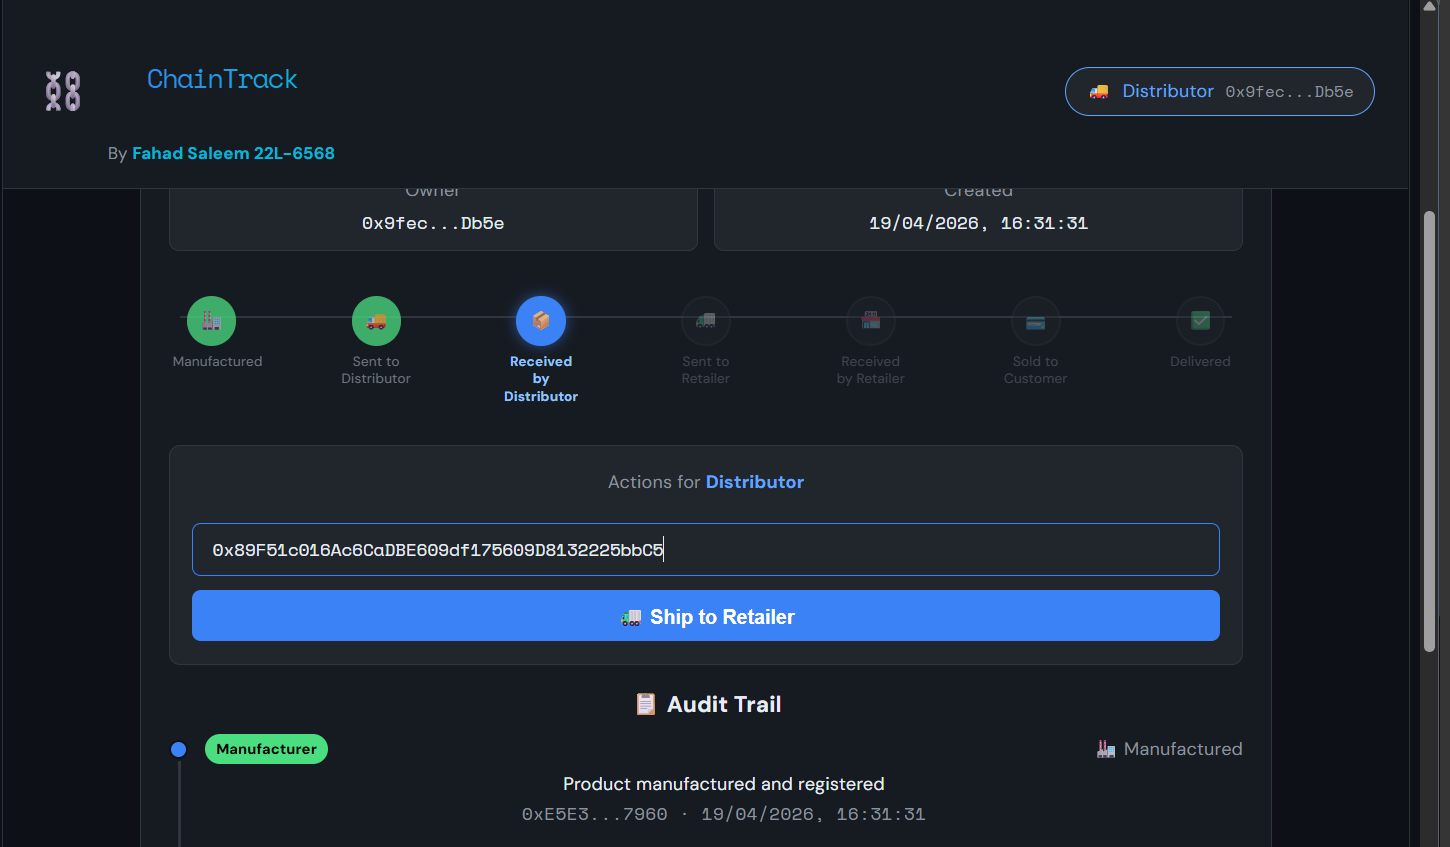 ChainTrack
Distributor 0x9fec...Db5e
By Fahad Saleem 22L-6568
Owner
Created
0x9fec...Db5e
19/04/2026, 16:31:31
Manufactured
Sent to
Distributor
Received
by
Distributor
Sent to
Retailer
Received
by Retailer
Sold to
Customer
Delivered
Actions for Distributor
0x89F51c016Ac6CaDBE609df175609D8132225bbC5
Ship to Retailer
Audit Trail
Manufacturer
Manufactured
Product manufactured and registered
0xE5E3...7960 · 19/04/2026, 16:31:31